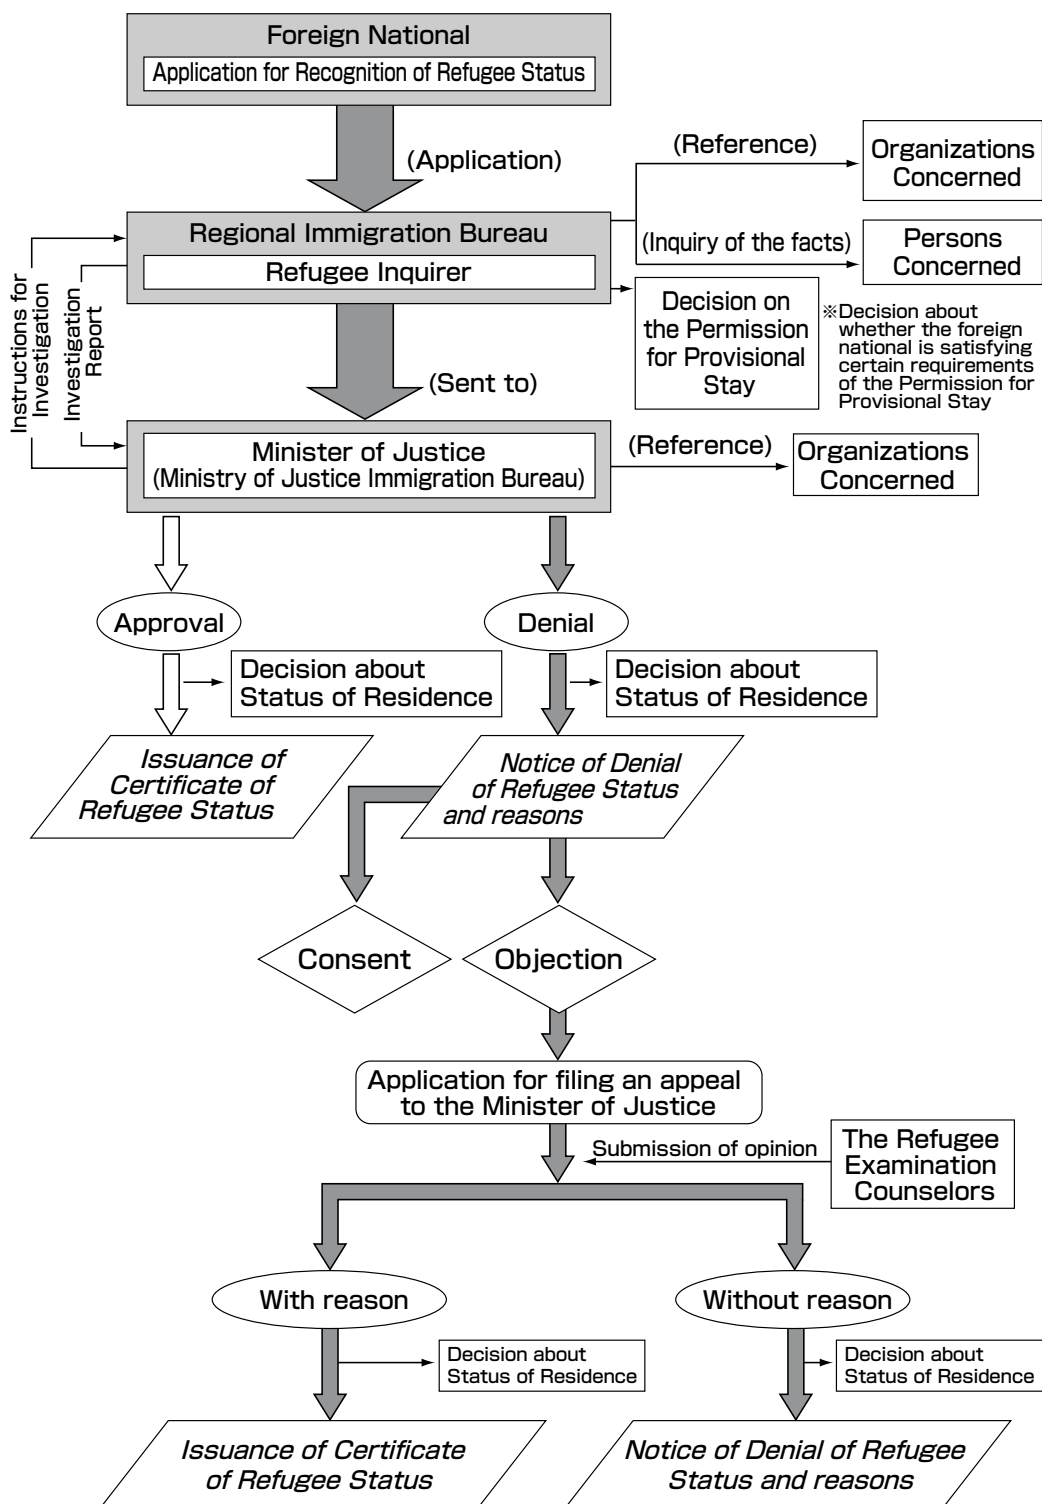 Foreign National
Application for Recognition of Refugee Status
(Application)
(Reference)
Organizations
Concerned
Regional Immigration Bureau
Refugee Inquirer
(Inquiry of the facts)
Persons
Concerned
Instructions for
Investigation
Investigation
Report
Decision on
the Permission
for Provisional
Stay
※Decision about
whether the foreign
national is satisfying
certain requirements
of the Permission for
Provisional Stay
(Sent to)
Minister of Justice
(Ministry of Justice Immigration Bureau)
(Reference)
Organizations
Concerned
Approval
Denial
Decision about
Status of Residence
Decision about
Status of Residence
Issuance of
Certificate of
Refugee Status
Notice of Denial
of Refugee Status
and reasons
Consent
Objection
Application for filing an appeal
to the Minister of Justice
Submission of opinion
The Refugee
Examination
Counselors
With reason
Without reason
Decision about
Status of Residence
Decision about
Status of Residence
Issuance of Certificate
of Refugee Status
Notice of Denial of Refugee
Status and reasons